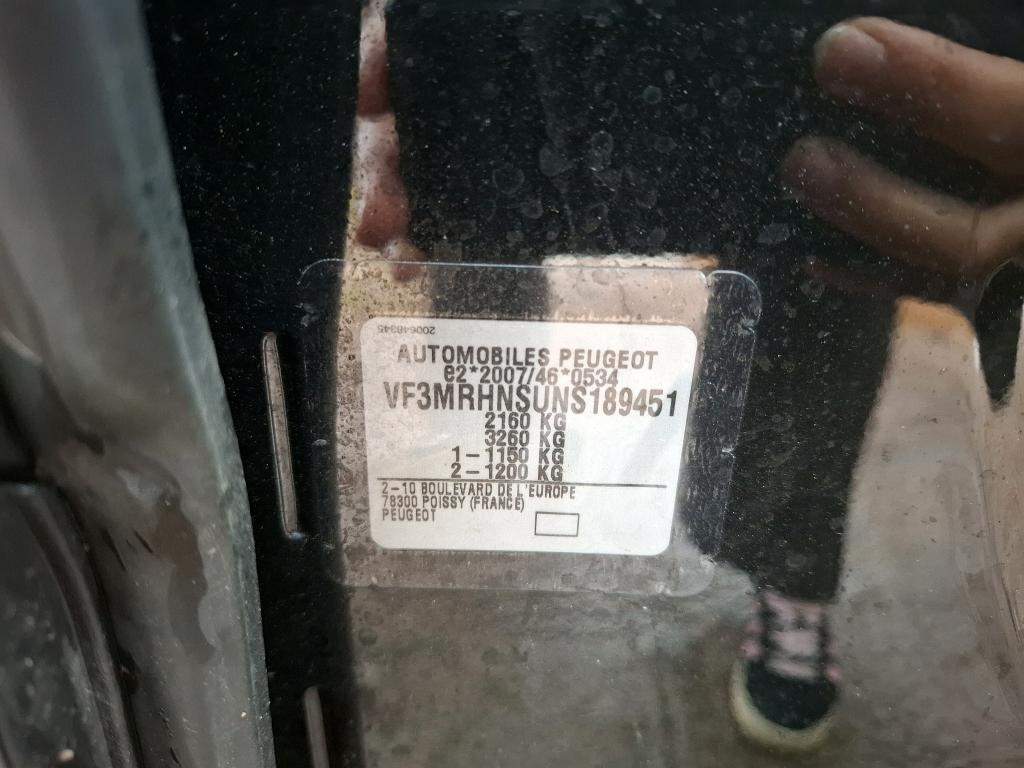 200648345
AUTOMOBILES PEUGEOT
e2*2007/46*0534
VF3MRHNSUNS189451
2160 KG
3260 KG
1-1150 KG
2-1200 KG
2-10 BOULEVARD DE L'EUROPE
78300 POISSY (FRANCE)
PEUGEOT